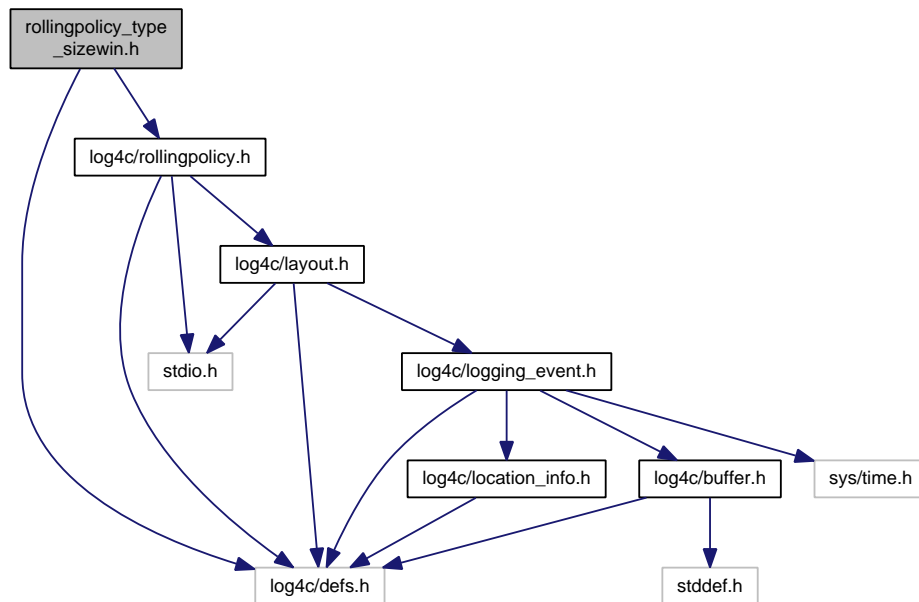 rollingpolicy_type
_sizewin.h
log4c/rollingpolicy.h
log4c/layout.h
stdio.h
log4c/logging_event.h
log4c/location_info.h
log4c/buffer.h
sys/time.h
log4c/defs.h
stddef.h